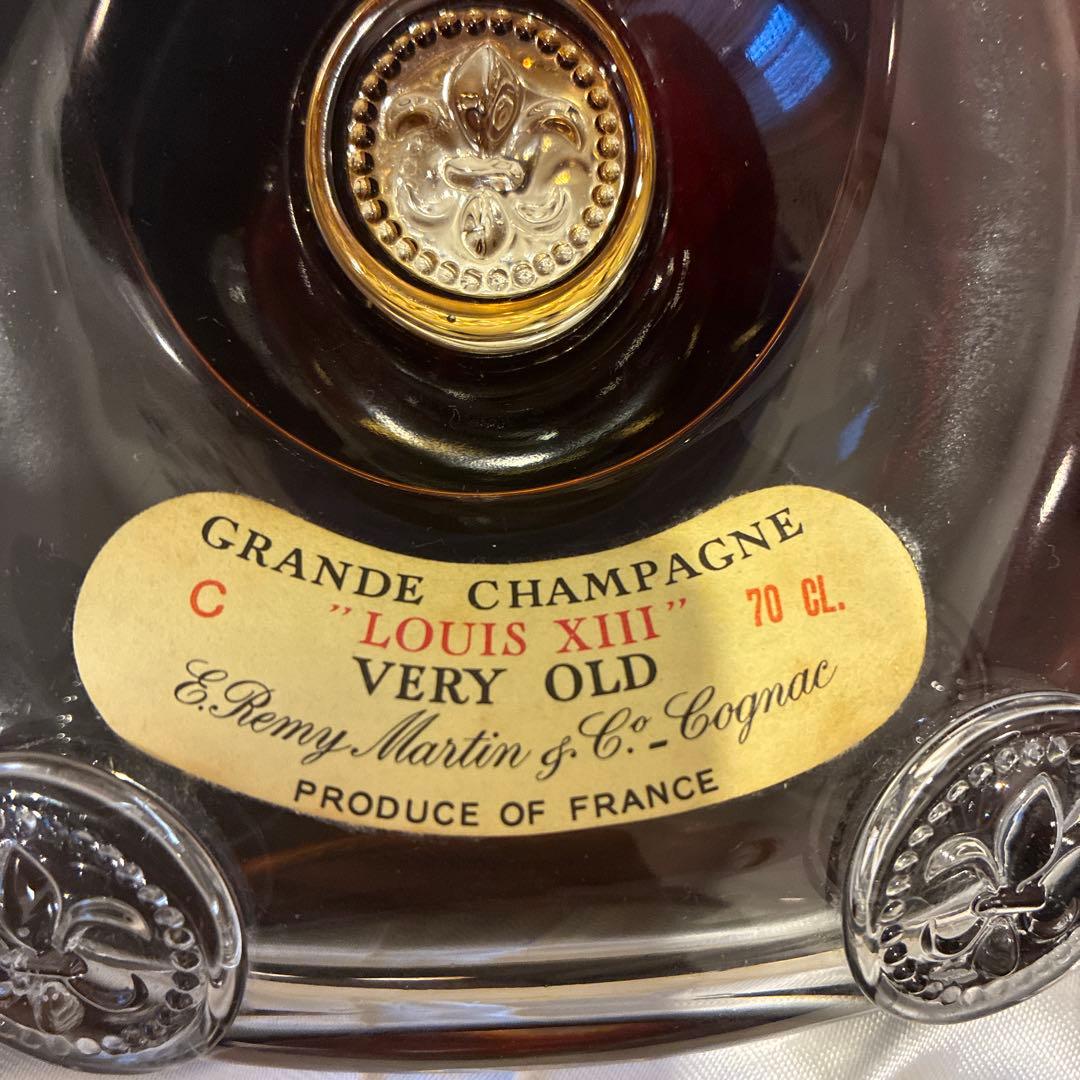 GRANDE CHAMPAGNE
C "LOUIS XIII" 70 CL.
VERY OLD
E. Remy Martin & Co. - Cognac
PRODUCE OF FRANCE